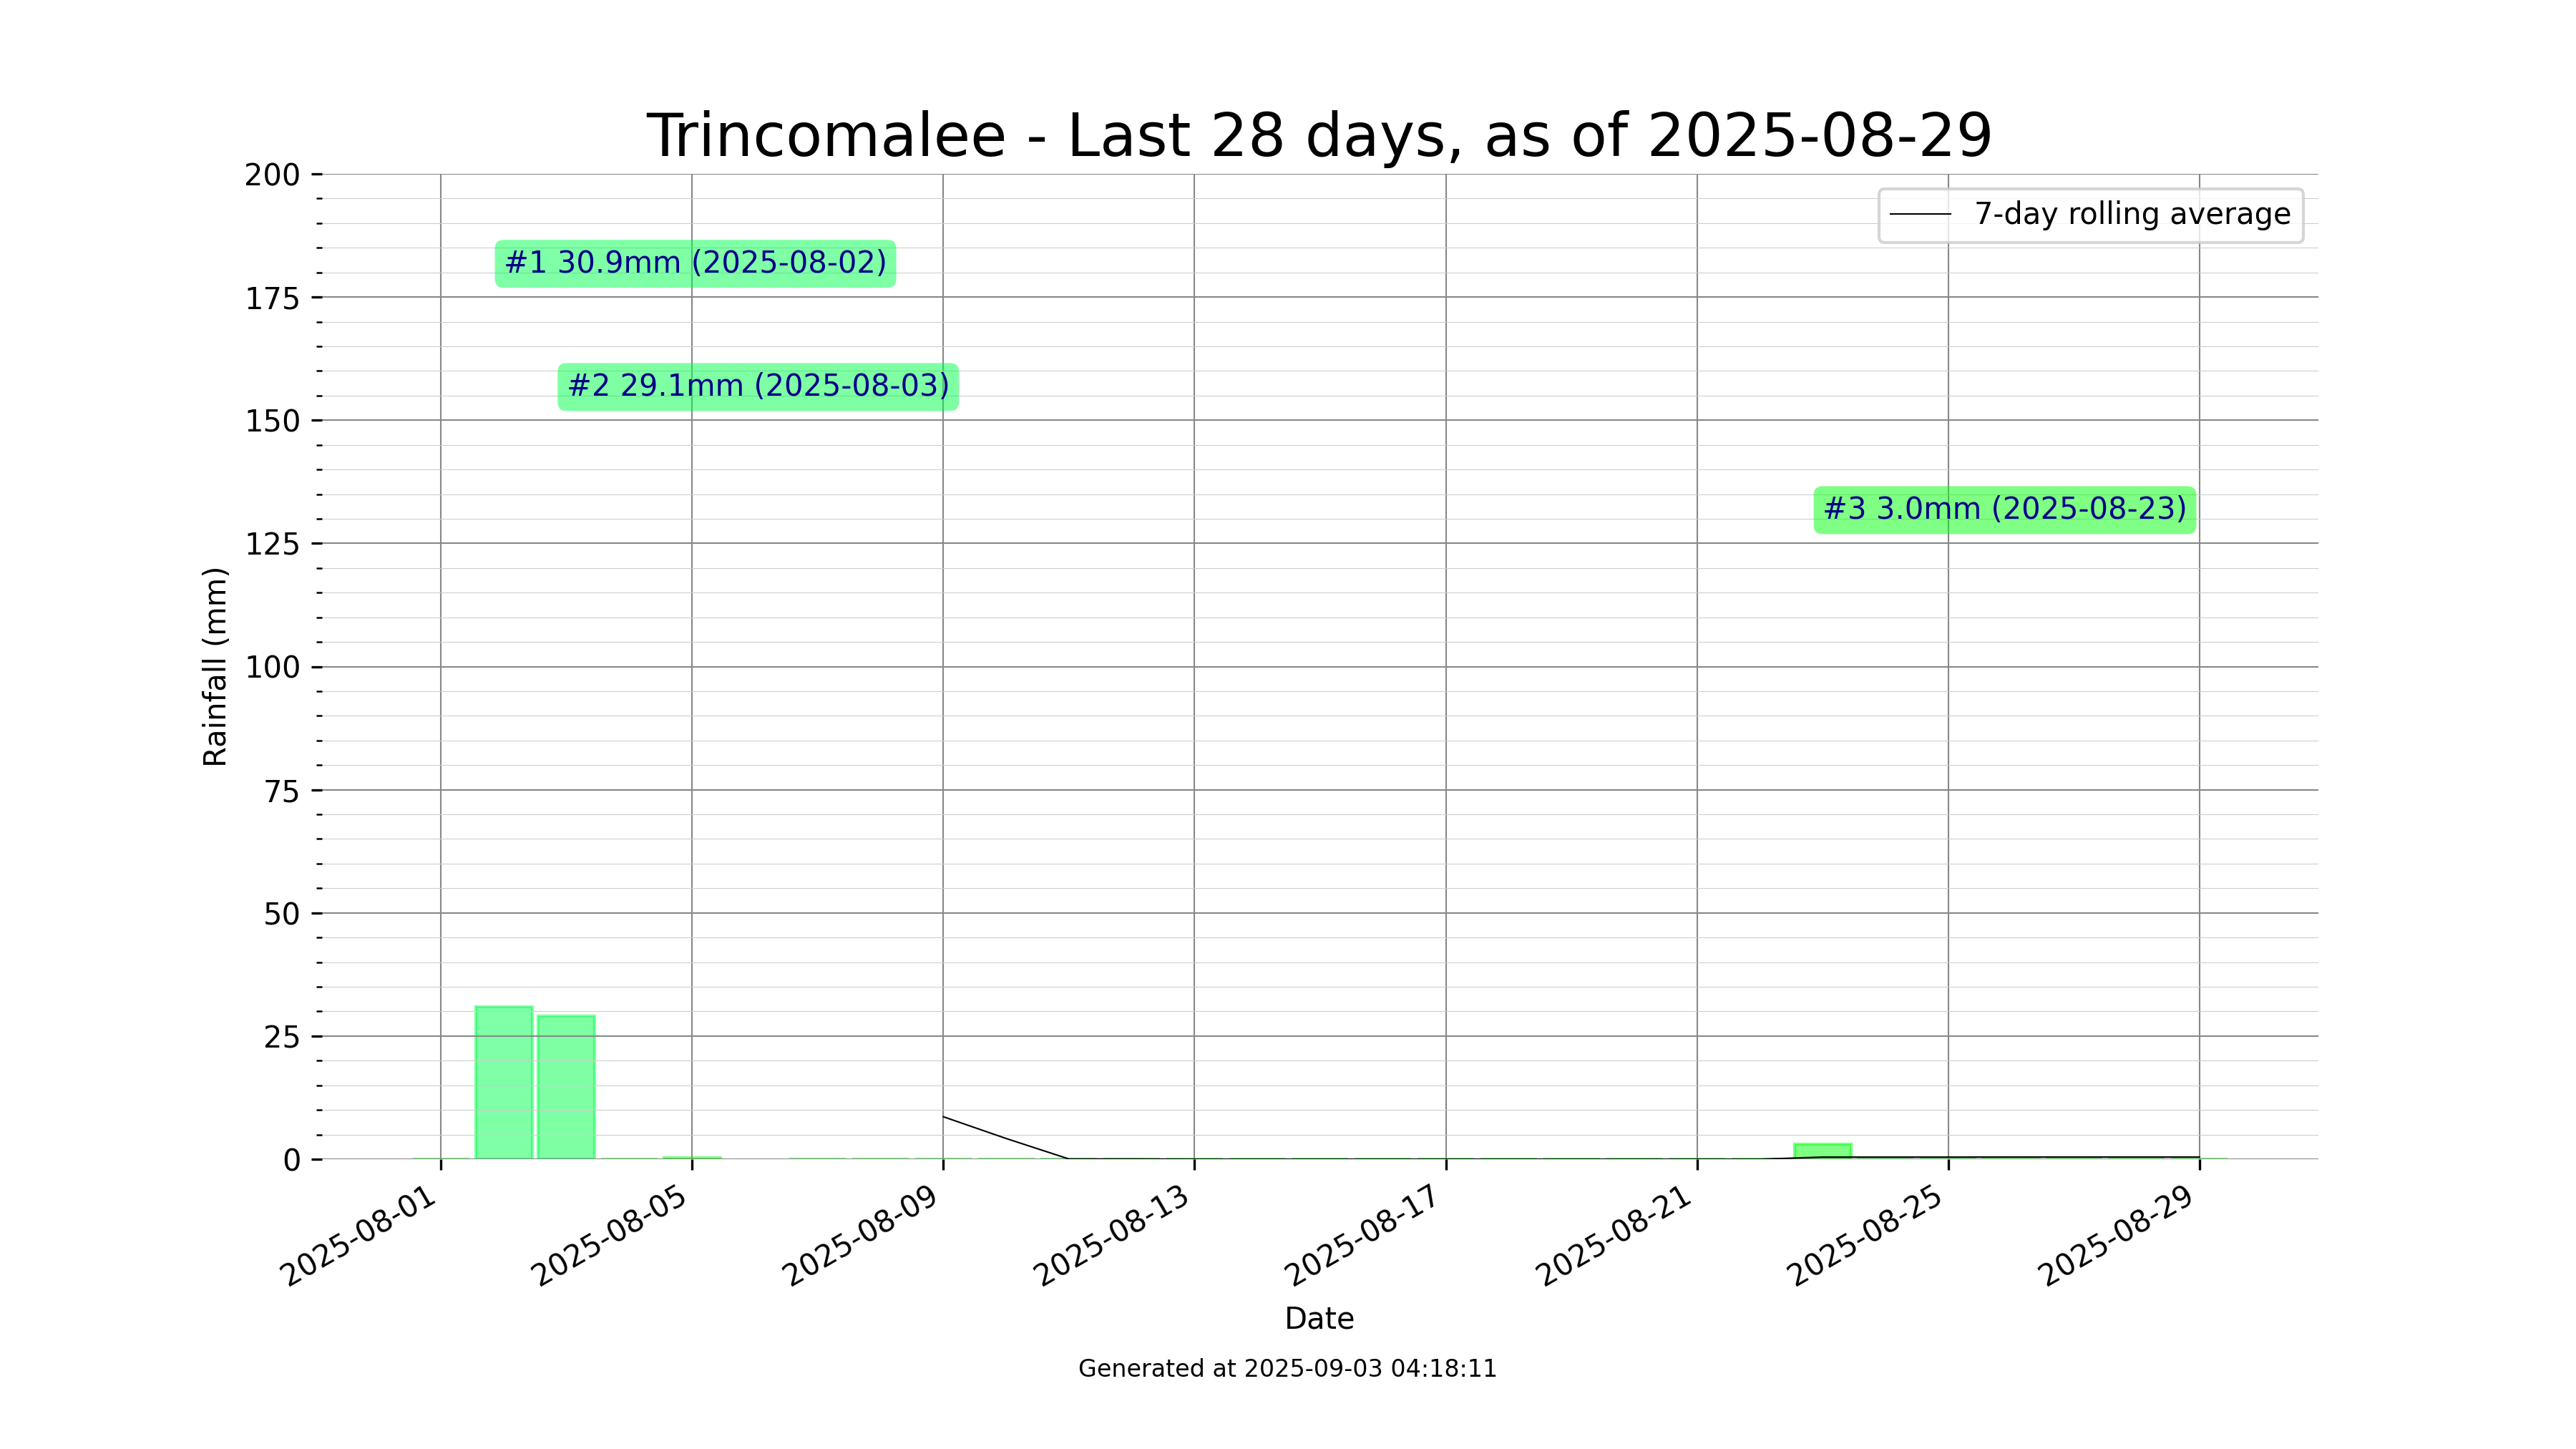 Trincomalee - Last 28 days, as of 2025-08-29
7-day rolling average
#1 30.9mm (2025-08-02)
#2 29.1mm (2025-08-03)
#3 3.0mm (2025-08-23)
Rainfall (mm)
200
175
150
125
100
75
50
25
0
2025-08-01
2025-08-05
2025-08-09
2025-08-13
2025-08-17
2025-08-21
2025-08-25
2025-08-29
Date
Generated at 2025-09-03 04:18:11